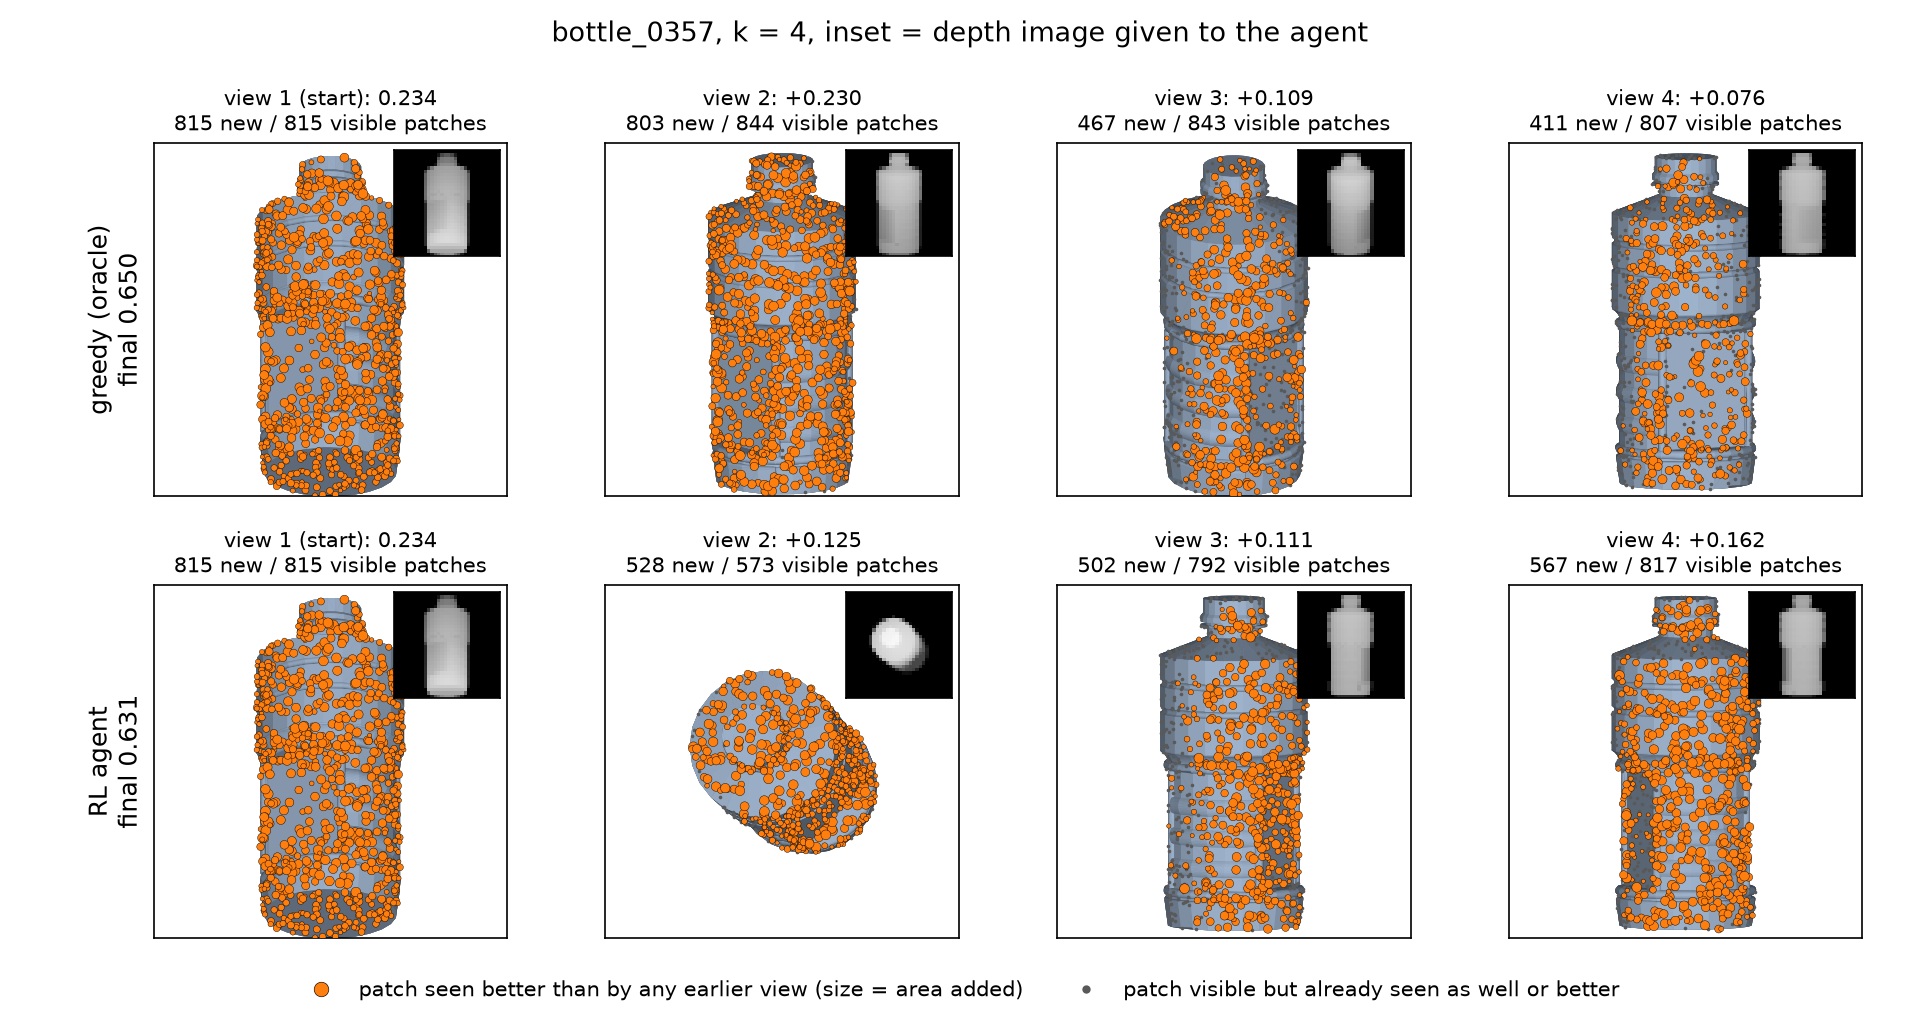 bottle_0357, k = 4, inset = depth image given to the agent
view 1 (start): 0.234
815 new / 815 visible patches
view 2: +0.230
803 new / 844 visible patches
view 3: +0.109
467 new / 843 visible patches
view 4: +0.076
411 new / 807 visible patches
greedy (oracle)
final 0.650
view 1 (start): 0.234
815 new / 815 visible patches
view 2: +0.125
528 new / 573 visible patches
view 3: +0.111
502 new / 792 visible patches
view 4: +0.162
567 new / 817 visible patches
RL agent
final 0.631
patch seen better than by any earlier view (size = area added)
patch visible but already seen as well or better